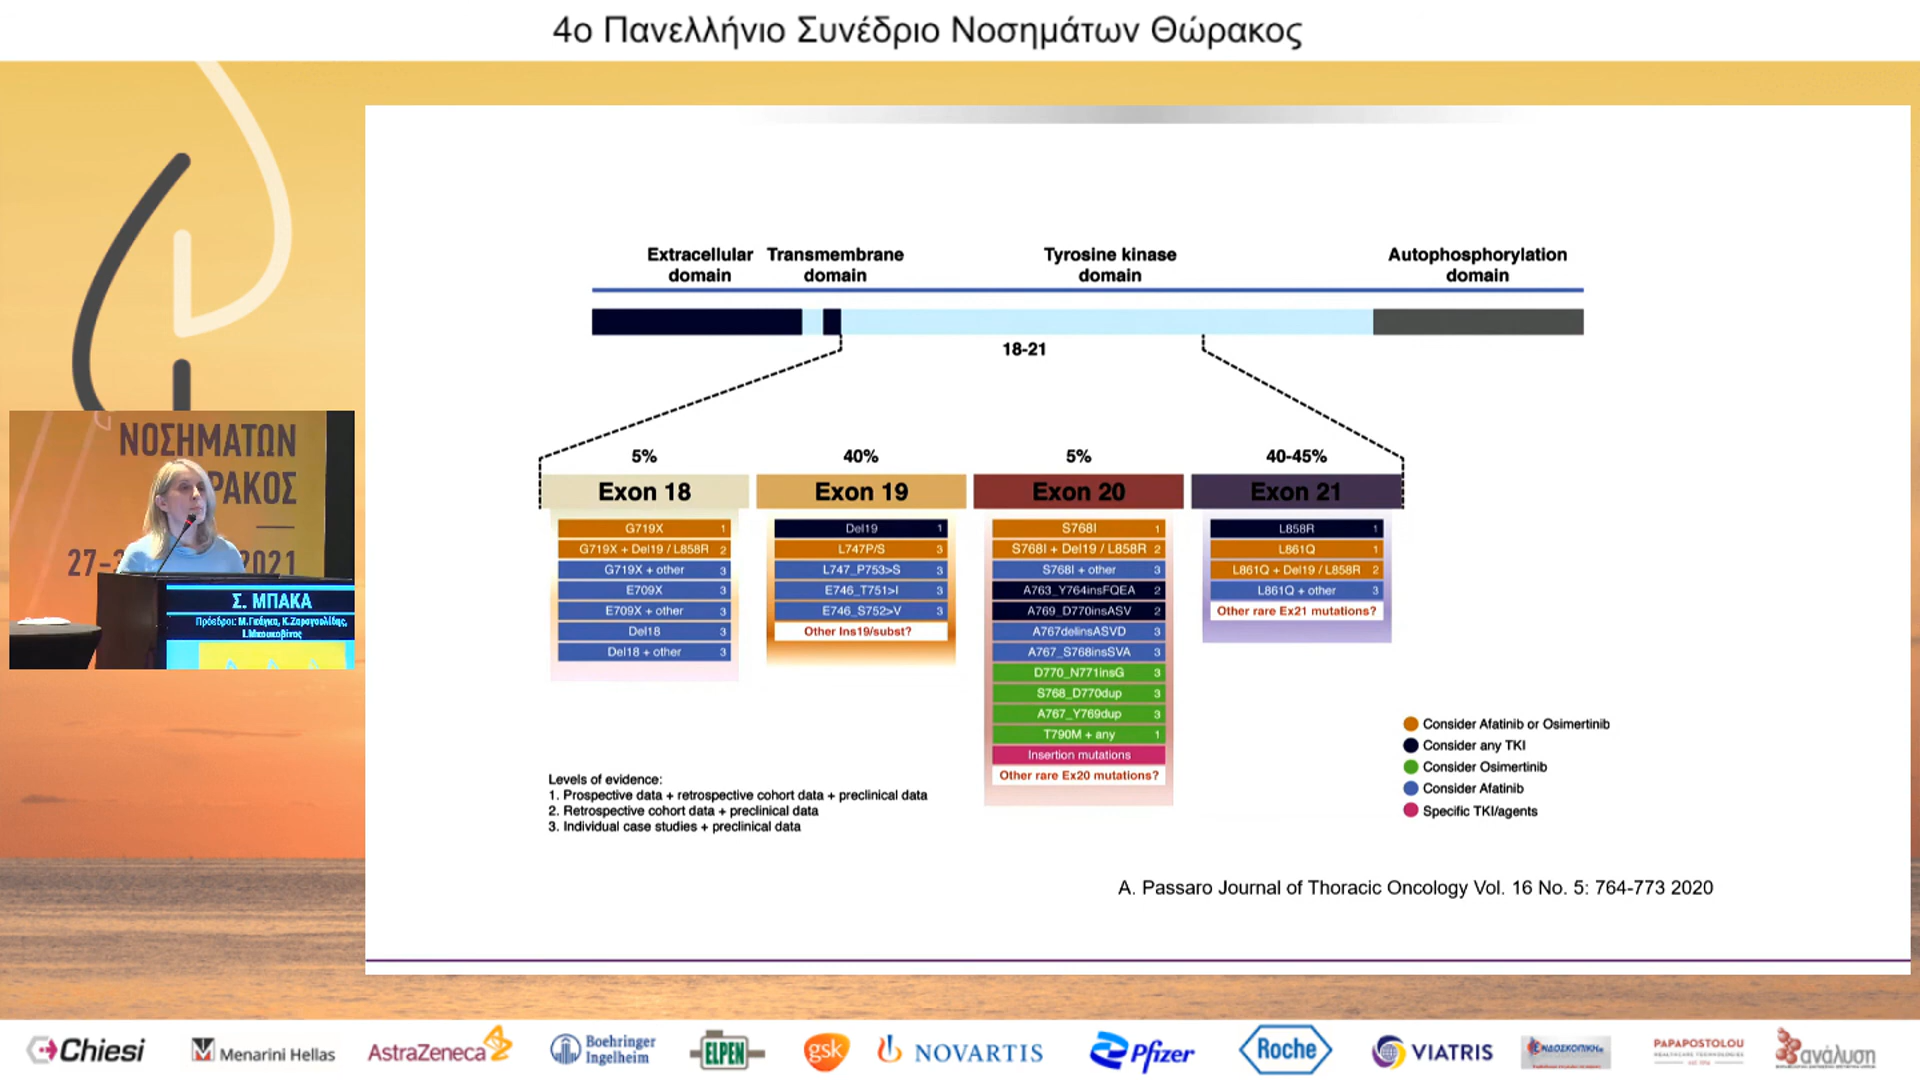 4ο Πανελλήνιο Συνέδριο Νοσημάτων Θώρακος
Extracellular domain
Transmembrane domain
Tyrosine kinase domain
Autophosphorylation domain
18-21
5%
40%
5%
40-45%
Exon 18
Exon 19
Exon 20
Exon 21
G719X 1
G719X + Del19 / L858R 2
G719X + other 3
E709X 3
E709X + other 3
Del18 3
Del18 + other 3
Del19 1
L747P/S 3
L747_P753>S 3
E746_T751>I 3
E746_S752>V 3
Other Ins19/subst?
S768I 1
S768I + Del19 / L858R 2
S768I + other 3
A763_Y764insFQEA 2
A769_D770insASV 2
A767delinsASVD 3
A767_S768insSVA 3
D770_N771insG 3
S768_D770dup 3
A767_Y769dup 3
T790M + any 1
Insertion mutations
Other rare Ex20 mutations?
L858R 1
L861Q 1
L861Q + Del19 / L858R 2
L861Q + other 3
Other rare Ex21 mutations?
Consider Afatinib or Osimertinib
Consider any TKI
Consider Osimertinib
Consider Afatinib
Specific TKI/agents
Levels of evidence:
1. Prospective data + retrospective cohort data + preclinical data
2. Retrospective cohort data + preclinical data
3. Individual case studies + preclinical data
A. Passaro Journal of Thoracic Oncology Vol. 16 No. 5: 764-773 2020
ΝΟΣΗΜΑΤΩΝ
ΡΑΚΟΣ
27- 2021
Σ. ΜΠΑΚΑ
Πρόεδροι: Μ.Γκάγκα, Κ.Ζαρογουλίδης,
Ι.Μπουκοβίνας
Chiesi
Menarini Hellas
AstraZeneca
Boehringer Ingelheim
ELPEN
gsk
NOVARTIS
Pfizer
Roche
VIATRIS
ΕΝΔΟΣΚΟΠΙΚΗ
PAPAPOSTOLOU
HEALTHCARE TECHNOLOGIES
ανάλυση